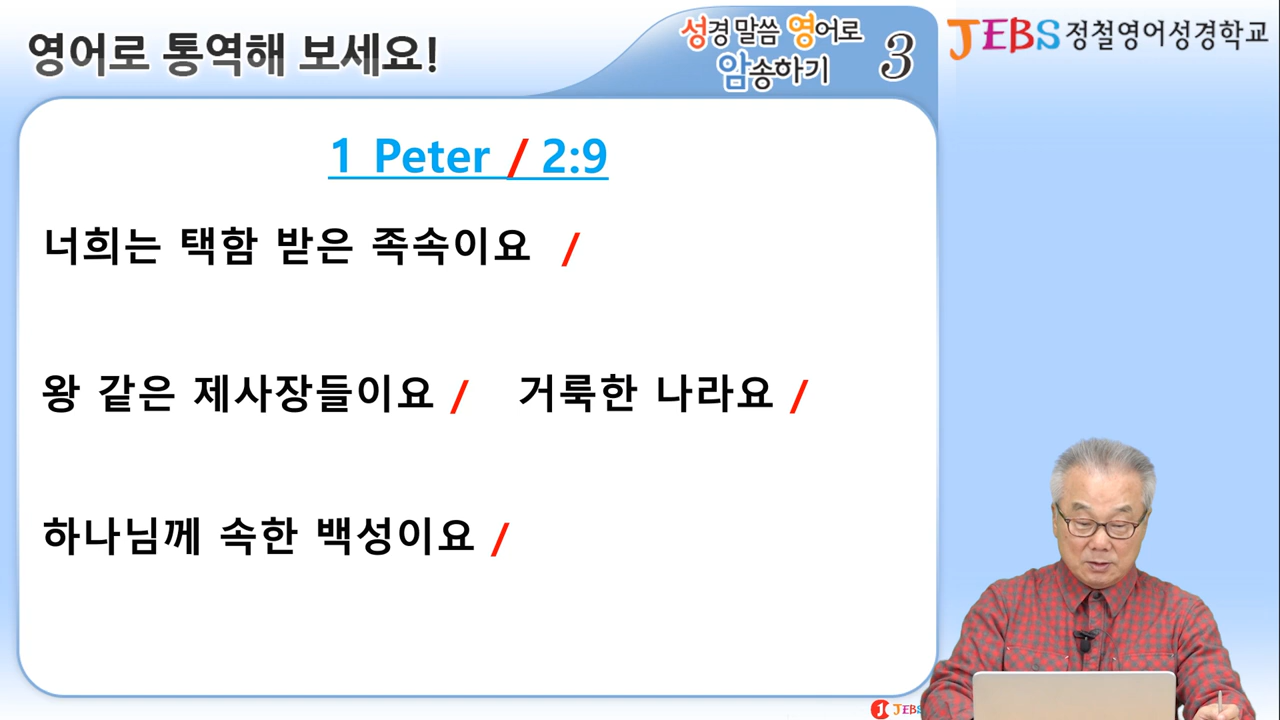 영어로 통역해 보세요!
성경 말씀 영어로
암송하기
3
JEBS 정철영어성경학교
1 Peter / 2:9
너희는 택함 받은 족속이요 /
왕 같은 제사장들이요 / 거룩한 나라요 /
하나님께 속한 백성이요 /
JEBS